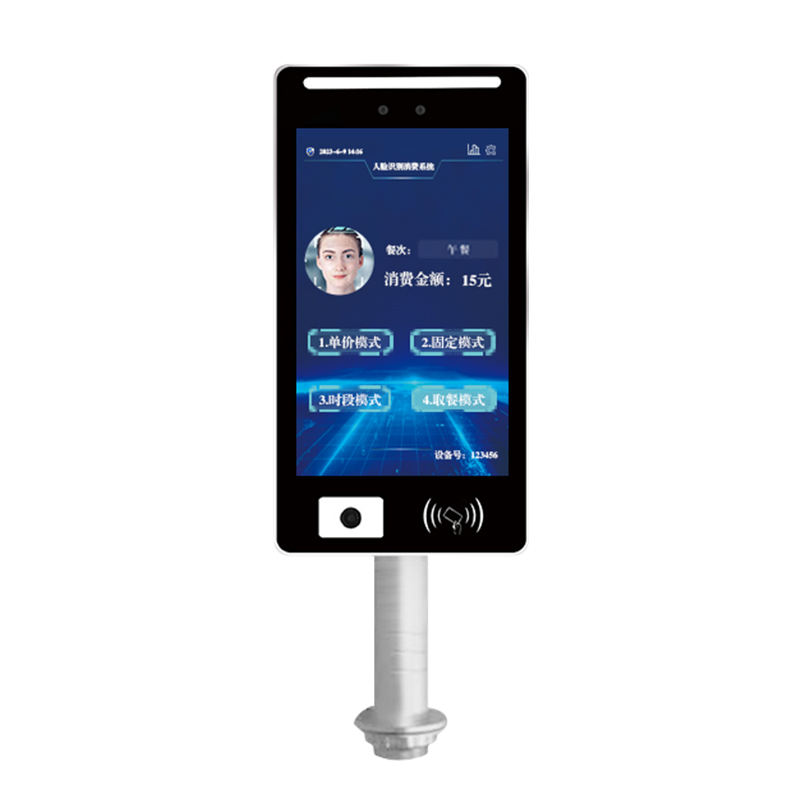 2023-6-9 14:16
人脸识别消费系统
餐次： 午餐
消费金额： 15元
1.单价模式 2.固定模式
3.时段模式 4.取餐模式
设备号：123456